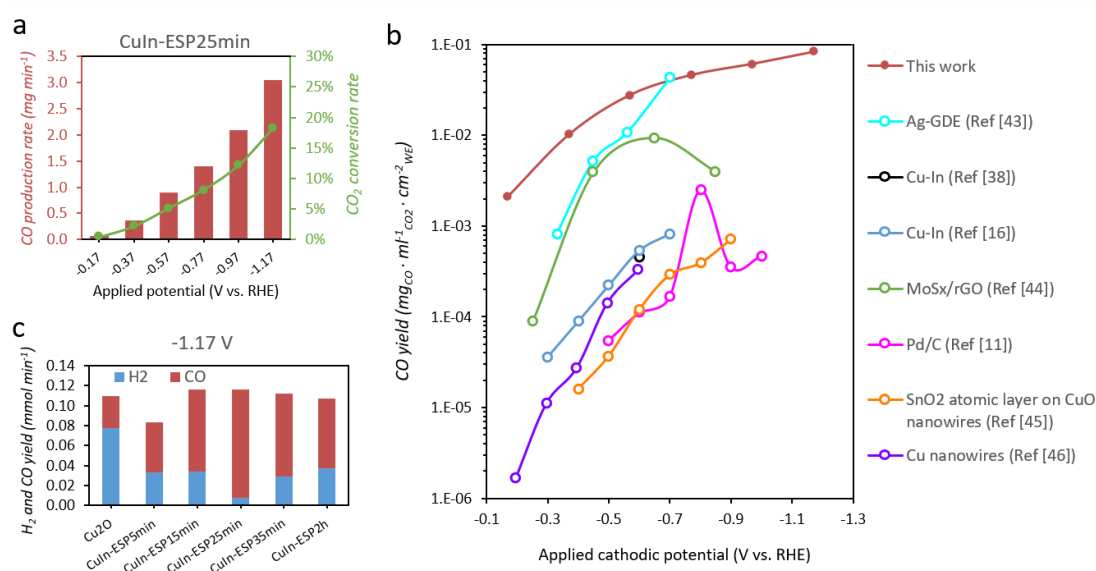 a
CuIn-ESP25min
CO production rate (mg min⁻¹)
3.5
3.0
2.5
2.0
1.5
1.0
0.5
0.0
30%
25%
20%
15%
10%
5%
0%
CO₂ conversion rate
-0.17
-0.37
-0.57
-0.77
-0.97
-1.17
Applied potential (V vs. RHE)
b
CO yield (mg_CO · ml⁻¹_CO2 · cm⁻²_WE)
1.E-01
1.E-02
1.E-03
1.E-04
1.E-05
1.E-06
-0.1
-0.3
-0.5
-0.7
-0.9
-1.1
-1.3
Applied cathodic potential (V vs. RHE)
This work
Ag-GDE (Ref [43])
Cu-In (Ref [38])
Cu-In (Ref [16])
MoSx/rGO (Ref [44])
Pd/C (Ref [11])
SnO2 atomic layer on CuO
nanowires (Ref [45])
Cu nanowires (Ref [46])
c
-1.17 V
H2
CO
H₂ and CO yield (mmol min⁻¹)
0.14
0.12
0.10
0.08
0.06
0.04
0.02
0.00
Cu2O
CuIn-ESP5min
CuIn-ESP15min
CuIn-ESP25min
CuIn-ESP35min
CuIn-ESP2h